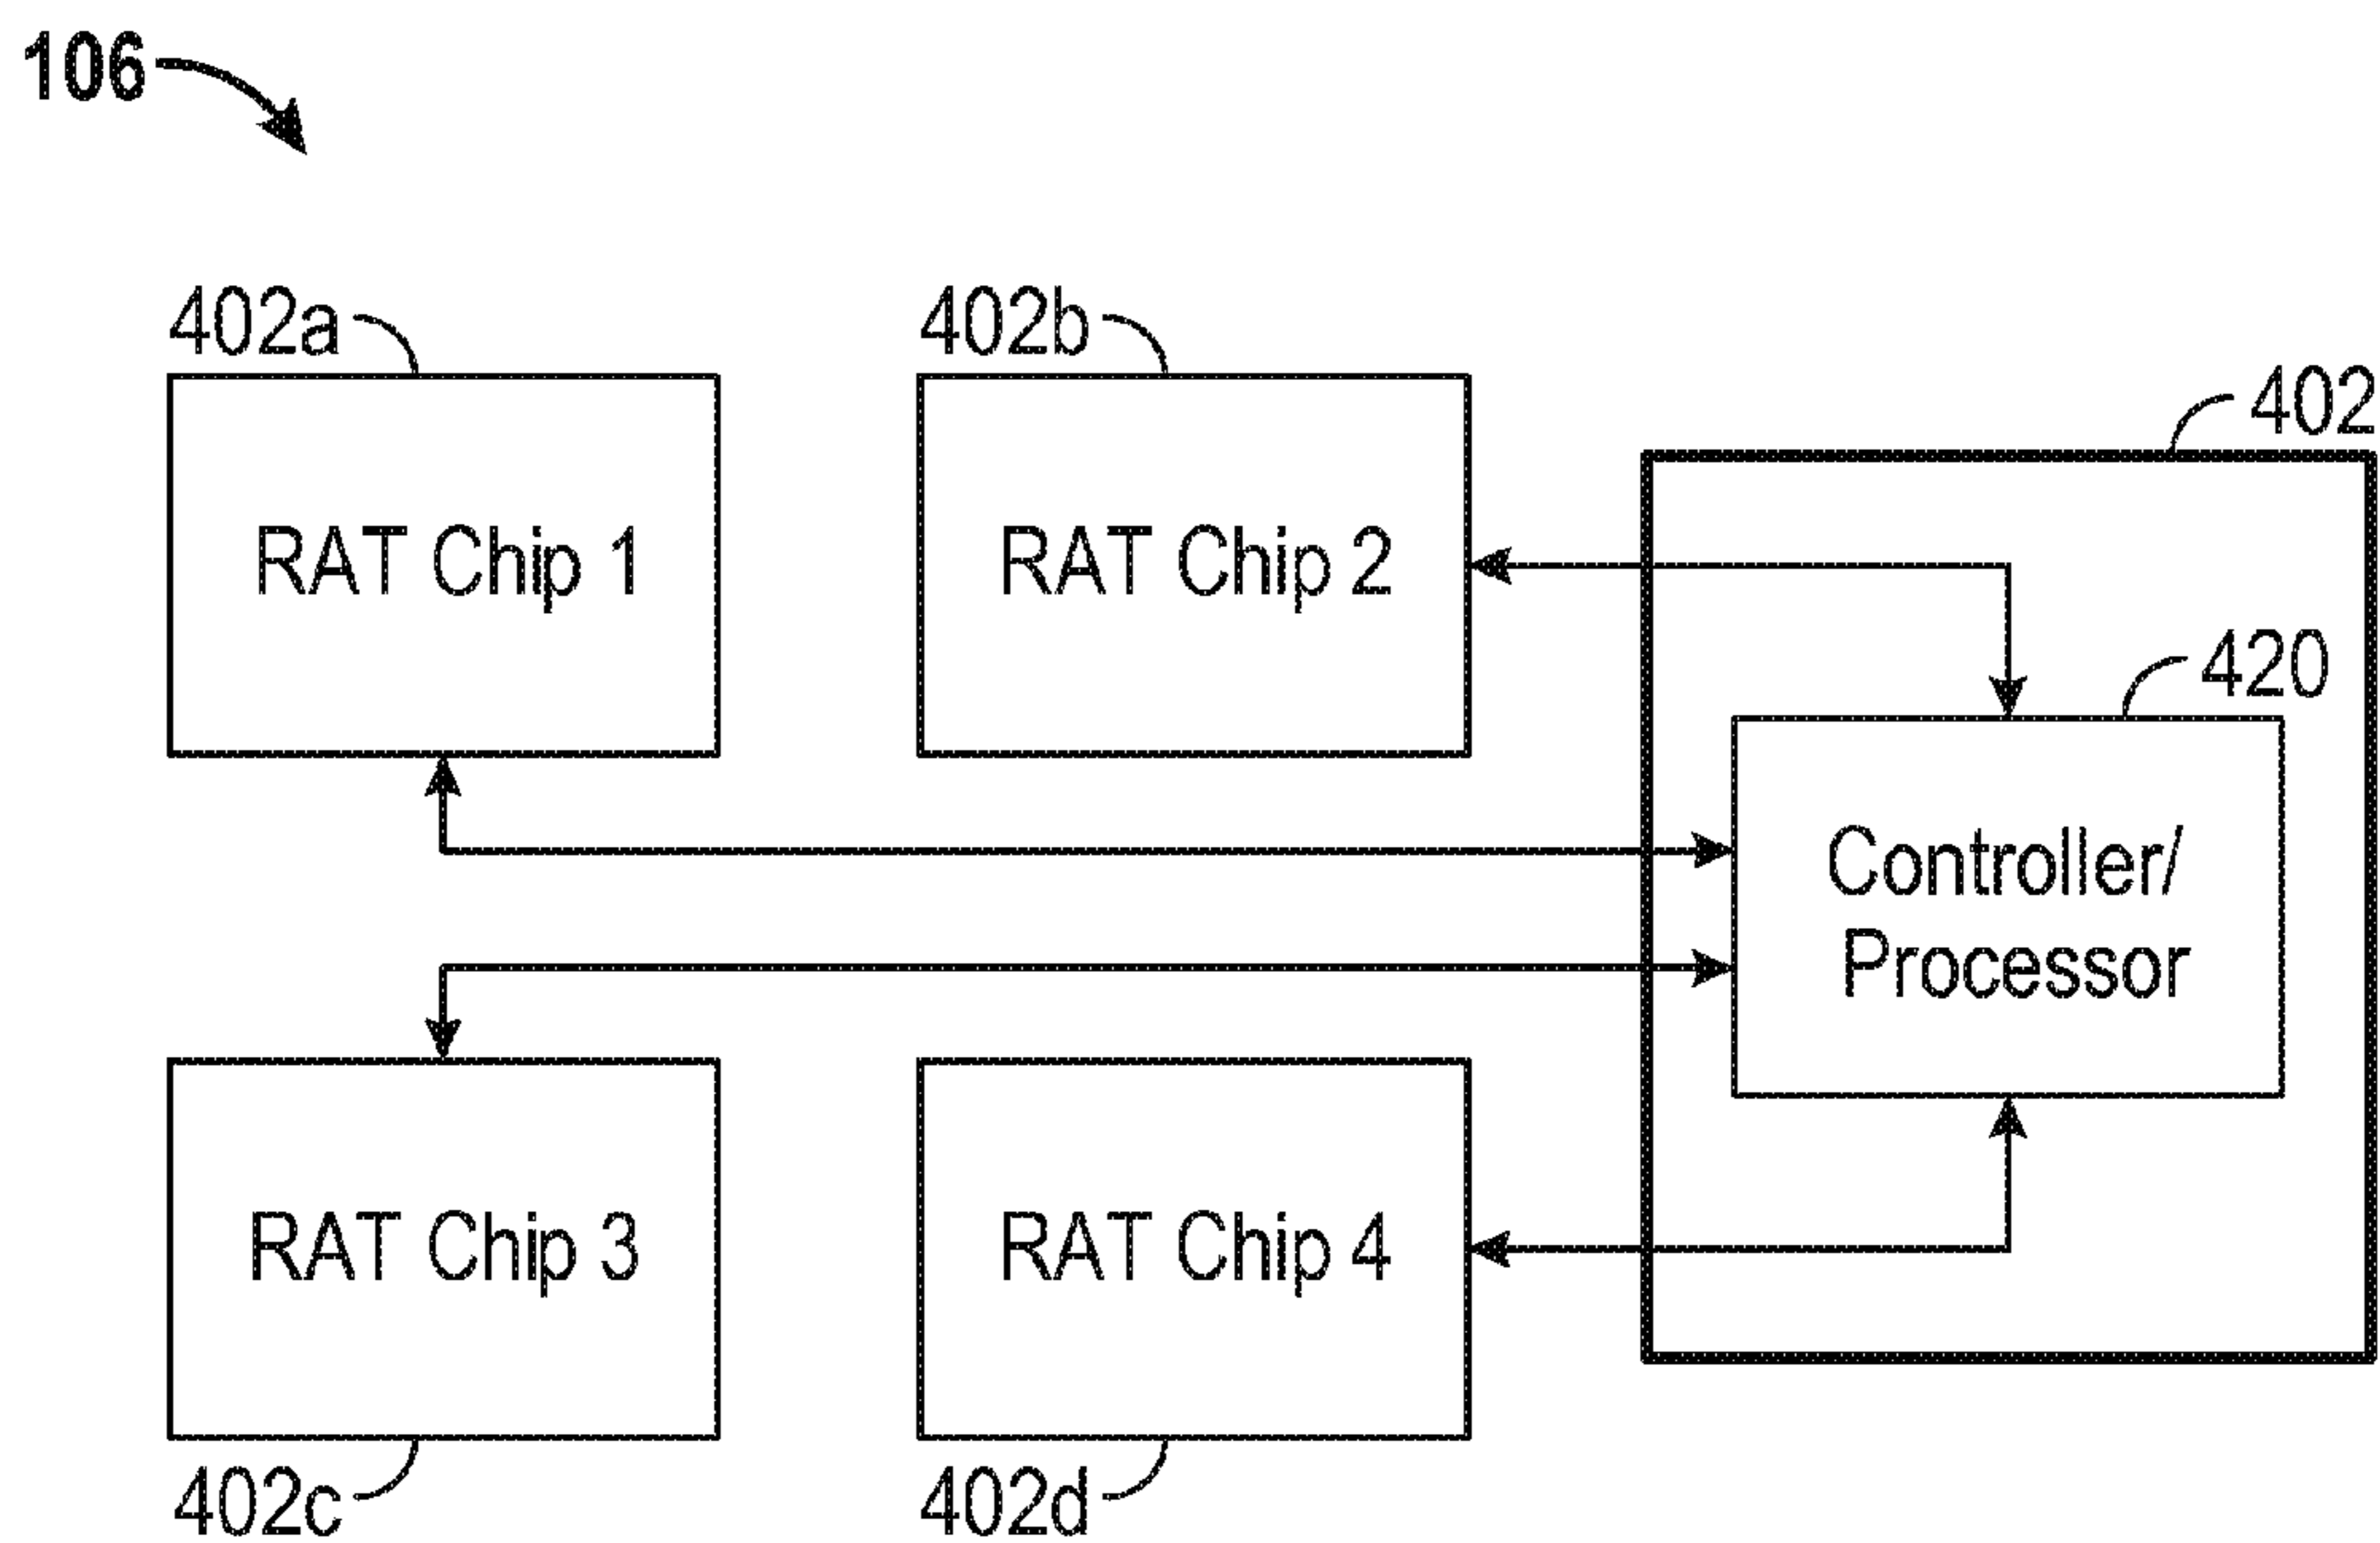 106
402a
402b
402
RAT Chip 1
RAT Chip 2
420
Controller/
Processor
RAT Chip 3
RAT Chip 4
402c
402d